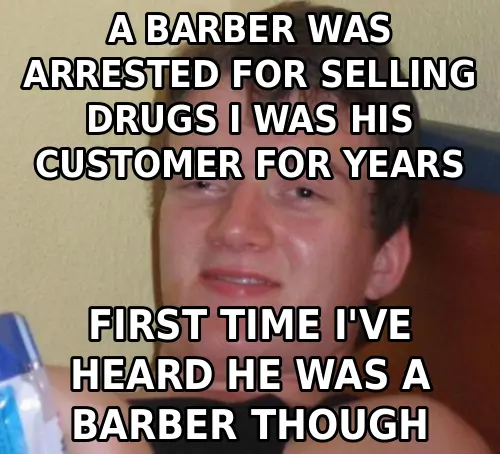 A BARBER WAS
ARRESTED FOR SELLING
DRUGS I WAS HIS
CUSTOMER FOR YEARS
FIRST TIME I'VE
HEARD HE WAS A
BARBER THOUGH